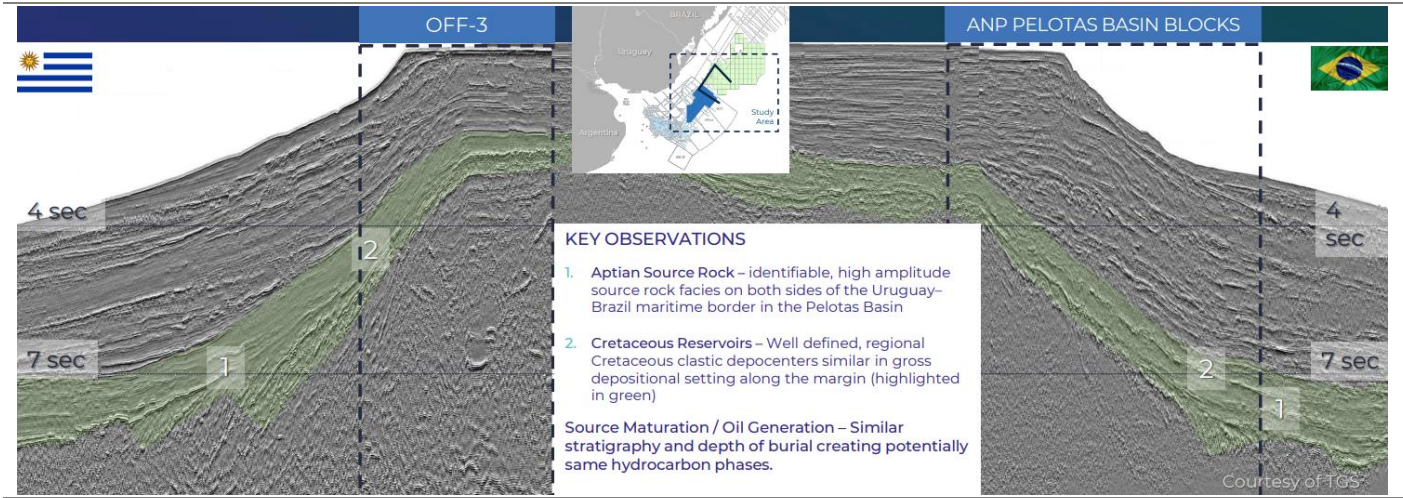 OFF-3
ANP PELOTAS BASIN BLOCKS
BRAZIL
Uruguay
Argentina
Study
Area
4 sec
4
sec
2
1
7 sec
7 sec
2
1
KEY OBSERVATIONS
1. Aptian Source Rock – identifiable, high amplitude
source rock facies on both sides of the Uruguay–
Brazil maritime border in the Pelotas Basin
2. Cretaceous Reservoirs – Well defined, regional
Cretaceous clastic depocenters similar in gross
depositional setting along the margin (highlighted
in green)
Source Maturation / Oil Generation – Similar
stratigraphy and depth of burial creating potentially
same hydrocarbon phases.
Courtesy of TGS